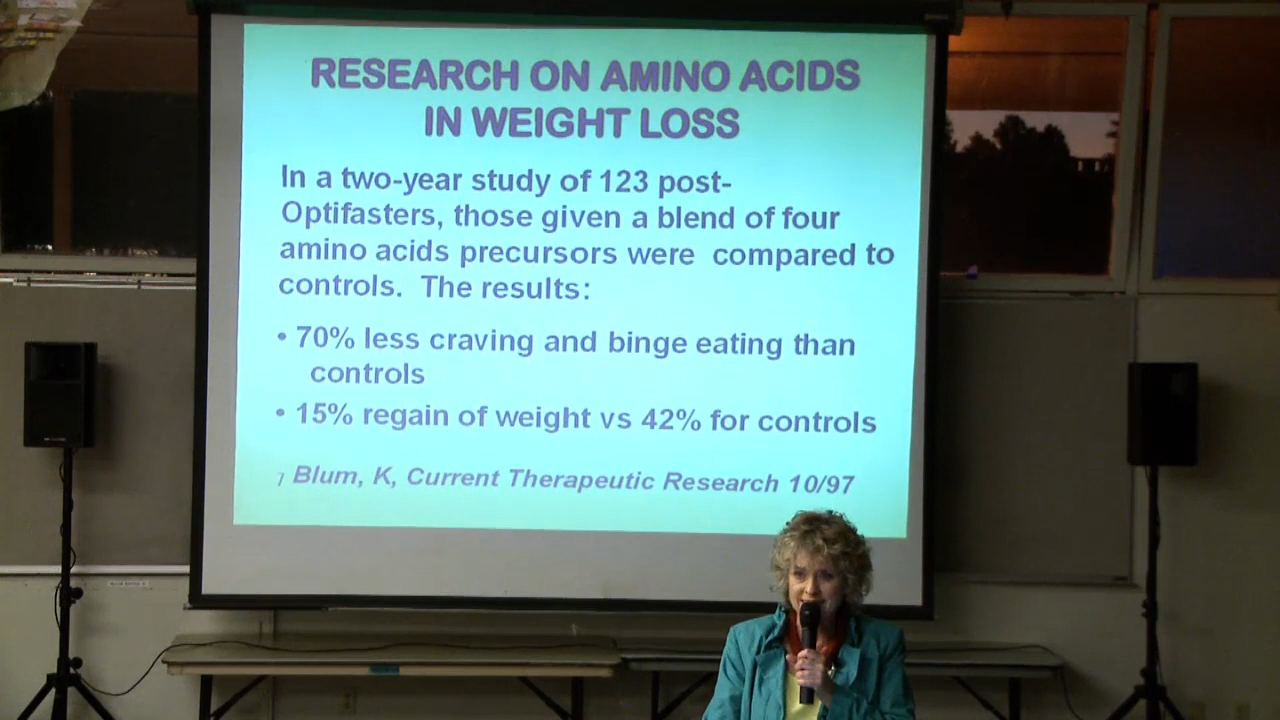 RESEARCH ON AMINO ACIDS
IN WEIGHT LOSS
In a two-year study of 123 post-
Optifasters, those given a blend of four
amino acids precursors were compared to
controls. The results:
• 70% less craving and binge eating than
controls
• 15% regain of weight vs 42% for controls
7 Blum, K, Current Therapeutic Research 10/97